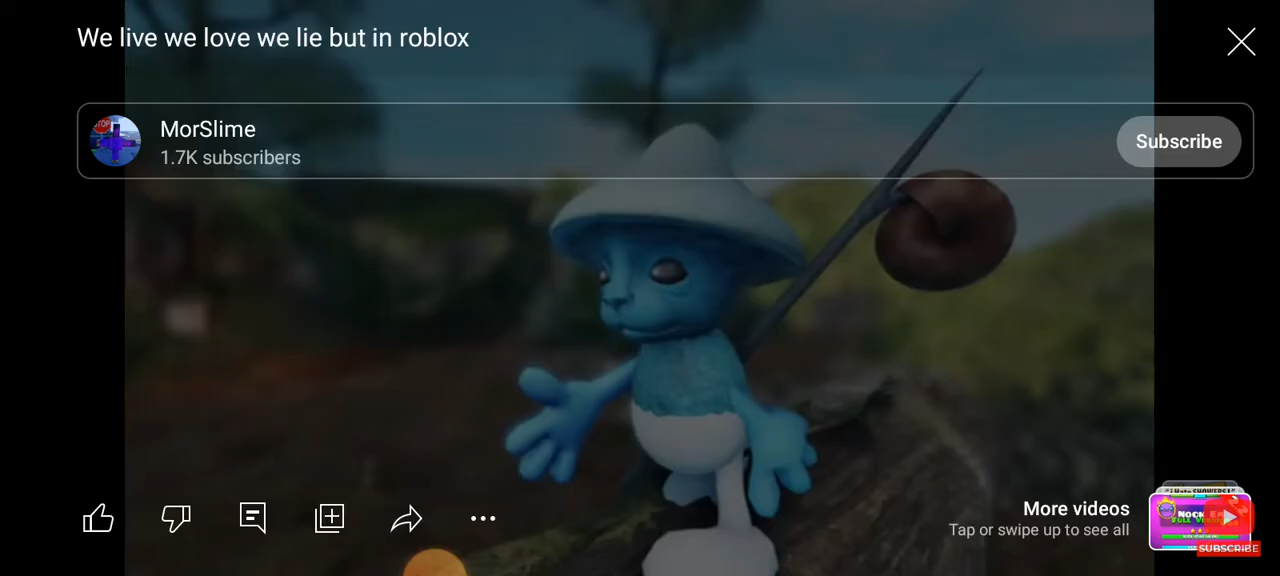 We live we love we lie but in roblox
STOP
MorSlime
1.7K subscribers
Subscribe
More videos
Tap or swipe up to see all
SUBSCRIBE